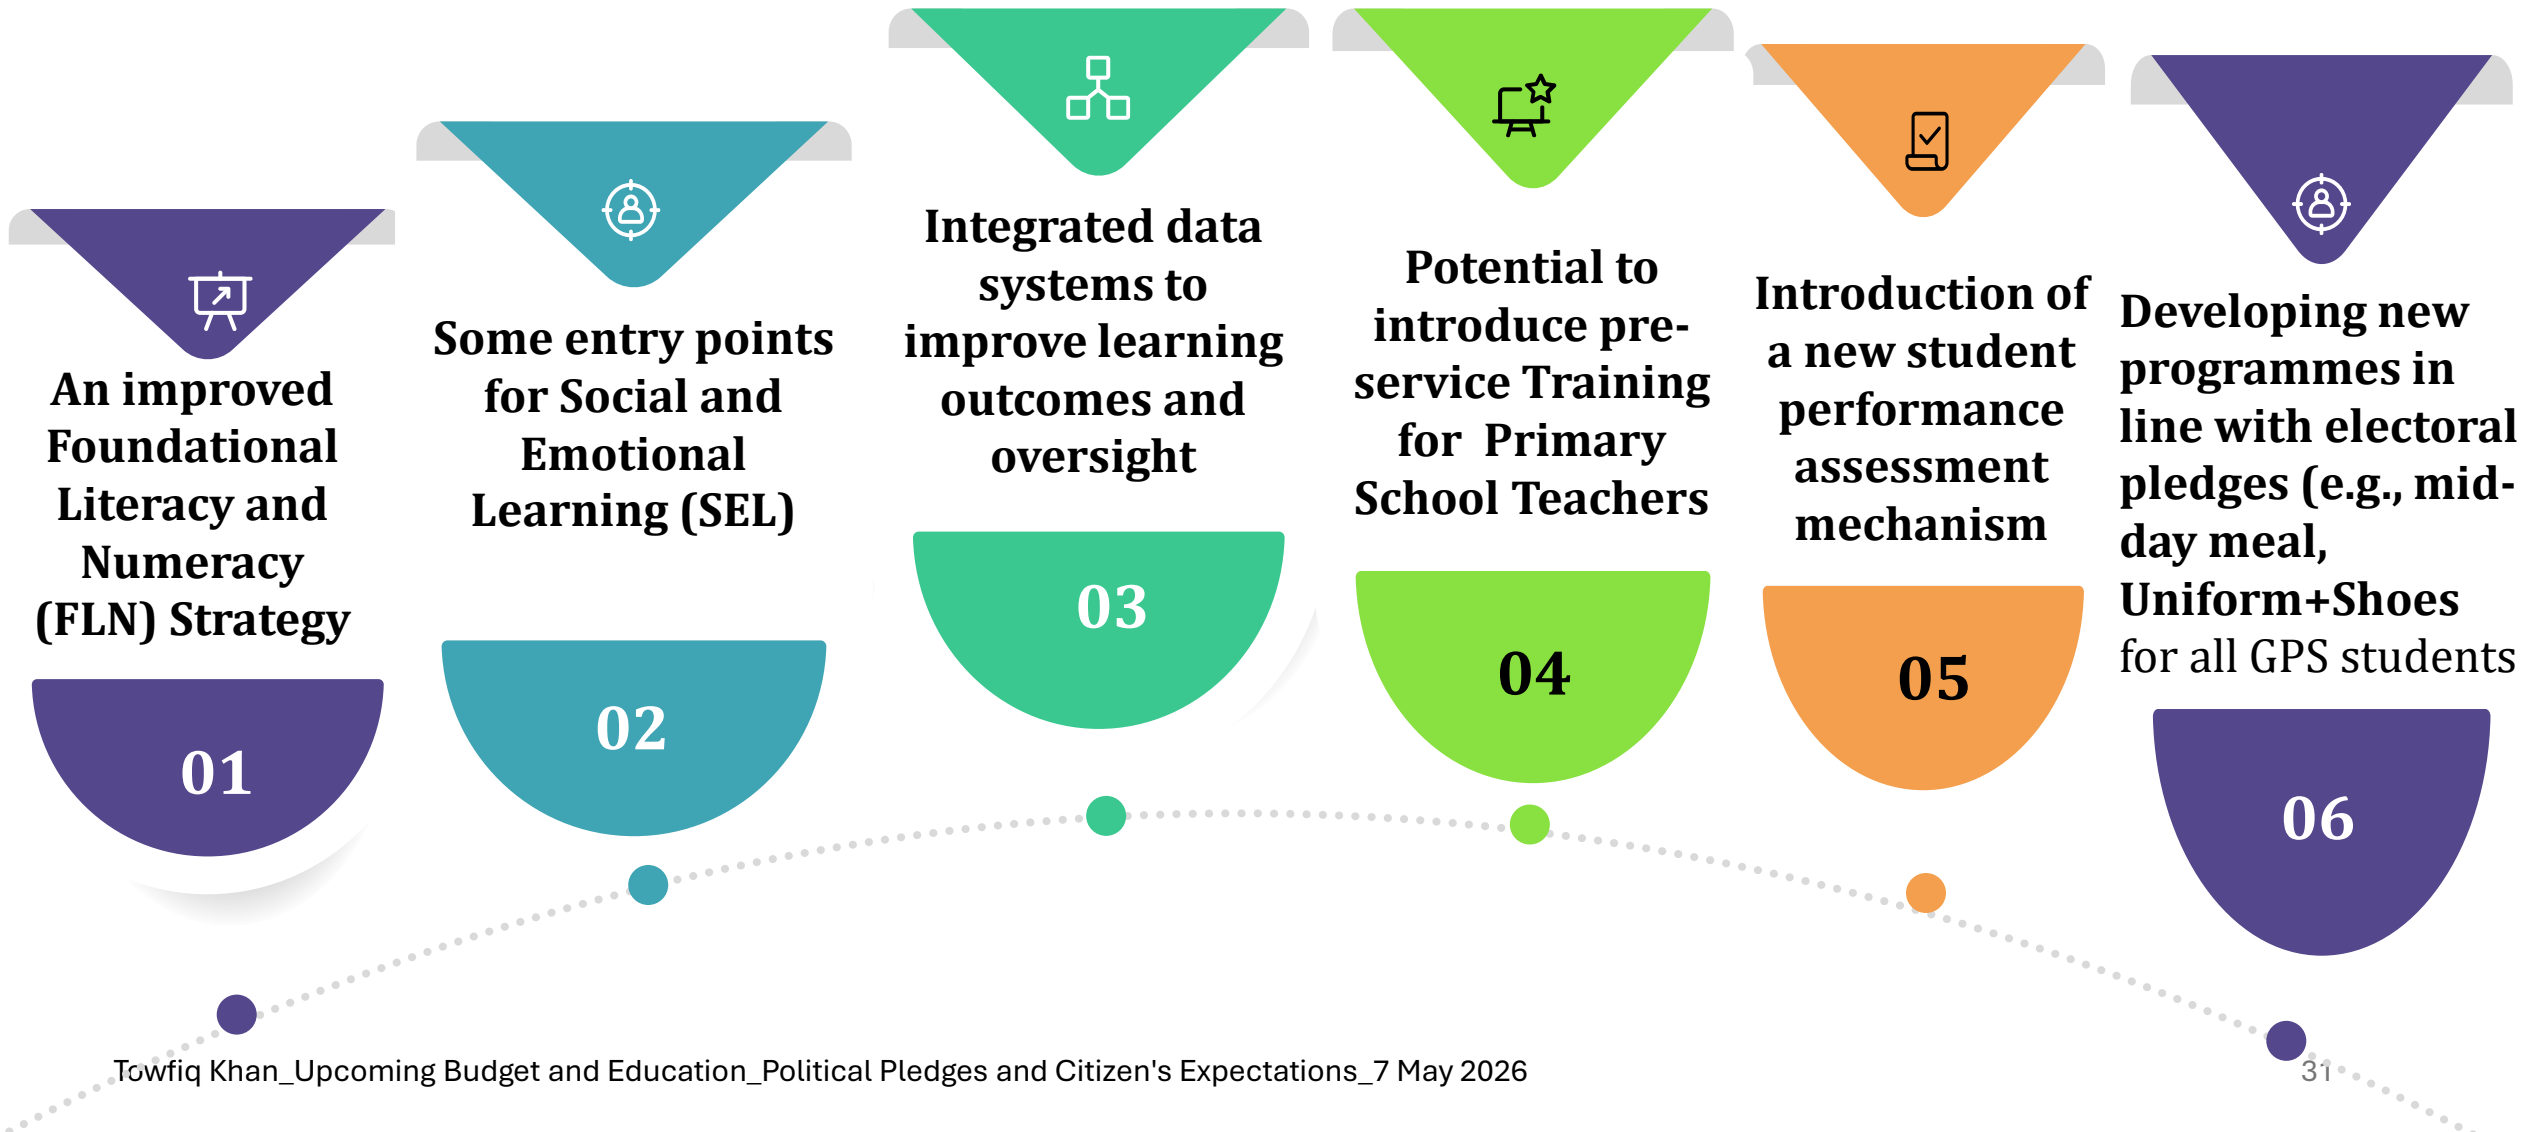 An improved
Foundational
Literacy and
Numeracy
(FLN) Strategy
01
Some entry points
for Social and
Emotional
Learning (SEL)
02
Integrated data
systems to
improve learning
outcomes and
oversight
03
Potential to
introduce pre-
service Training
for  Primary
School Teachers
04
Introduction of
a new student
performance
assessment
mechanism
05
Developing new
programmes in
line with electoral
pledges (e.g., mid-
day meal,
Uniform+Shoes
for all GPS students
06
Towfiq Khan_Upcoming Budget and Education_Political Pledges and Citizen's Expectations_7 May 2026
31